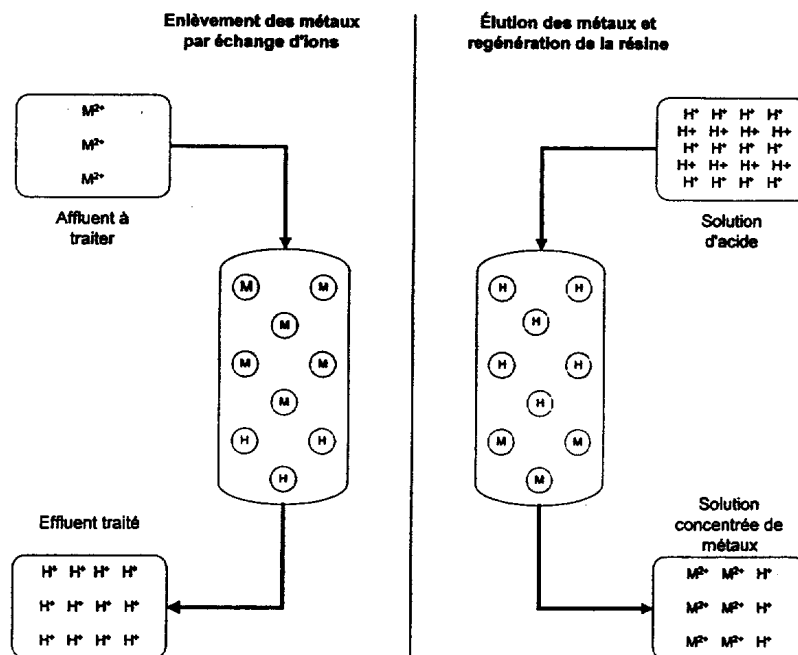 Enlèvement des métaux
par échange d'ions
M²⁺
M²⁺
M²⁺
Affluent à
traiter
M M
M
M M
M
H H
H
Effluent traité
H⁺ H⁺ H⁺ H⁺
H⁺ H⁺ H⁺ H⁺
H⁺ H⁺ H⁺ H⁺
Élution des métaux et
regénération de la résine
H⁺ H⁺ H⁺ H⁺
H+ H+ H+ H+
H⁺ H⁺ H⁺ H⁺
H+ H+ H+ H+
H⁺ H⁺ H⁺ H⁺
Solution
d'acide
H H
H
H H
H
M M
M
Solution
concentrée de
métaux
M²⁺ M²⁺ H⁺
M²⁺ M²⁺ H⁺
M²⁺ M²⁺ H⁺